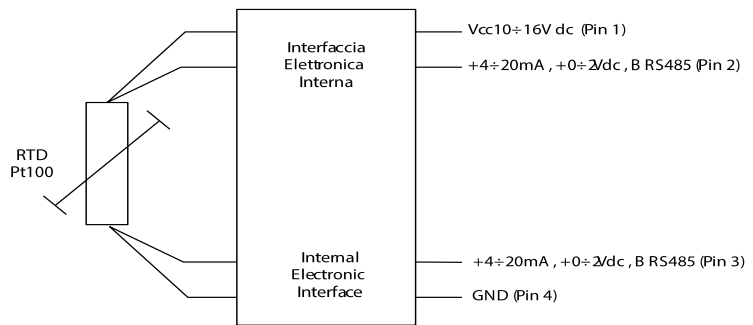 Vcc10÷16V dc (Pin 1)
Interfaccia
Elettronica
Interna
+4÷20mA , +0÷2Vdc , B RS485 (Pin 2)
RTD
Pt100
Internal
Electronic
Interface
+4÷20mA , +0÷2Vdc , B RS485 (Pin 3)
GND (Pin 4)